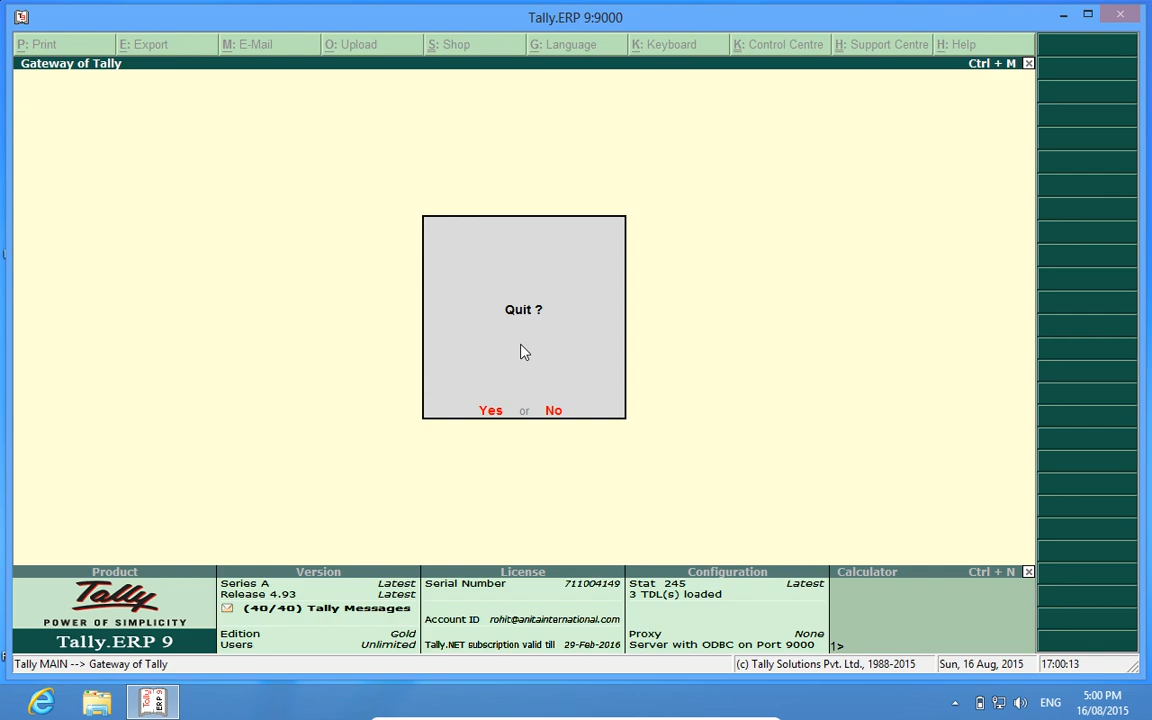 Tally.ERP 9:9000
P: Print
E: Export
M: E-Mail
O: Upload
S: Shop
G: Language
K: Keyboard
K: Control Centre
H: Support Centre
H: Help
Gateway of Tally
Ctrl + M
Quit ?
Yes or No
Product
Tally
POWER OF SIMPLICITY
Tally.ERP 9
Version
Series A Latest
Release 4.93 Latest
(40/40) Tally Messages
Edition Gold
Users Unlimited
License
Serial Number 711004149
Account ID rohit@anitainternational.com
Tally.NET subscription valid till 29-Feb-2016
Configuration
Stat 245 Latest
3 TDL(s) loaded
Proxy None
Server with ODBC on Port 9000
Calculator Ctrl + N
1>
Tally MAIN --> Gateway of Tally
(c) Tally Solutions Pvt. Ltd., 1988-2015
Sun, 16 Aug, 2015
17:00:13
ENG
5:00 PM
16/08/2015